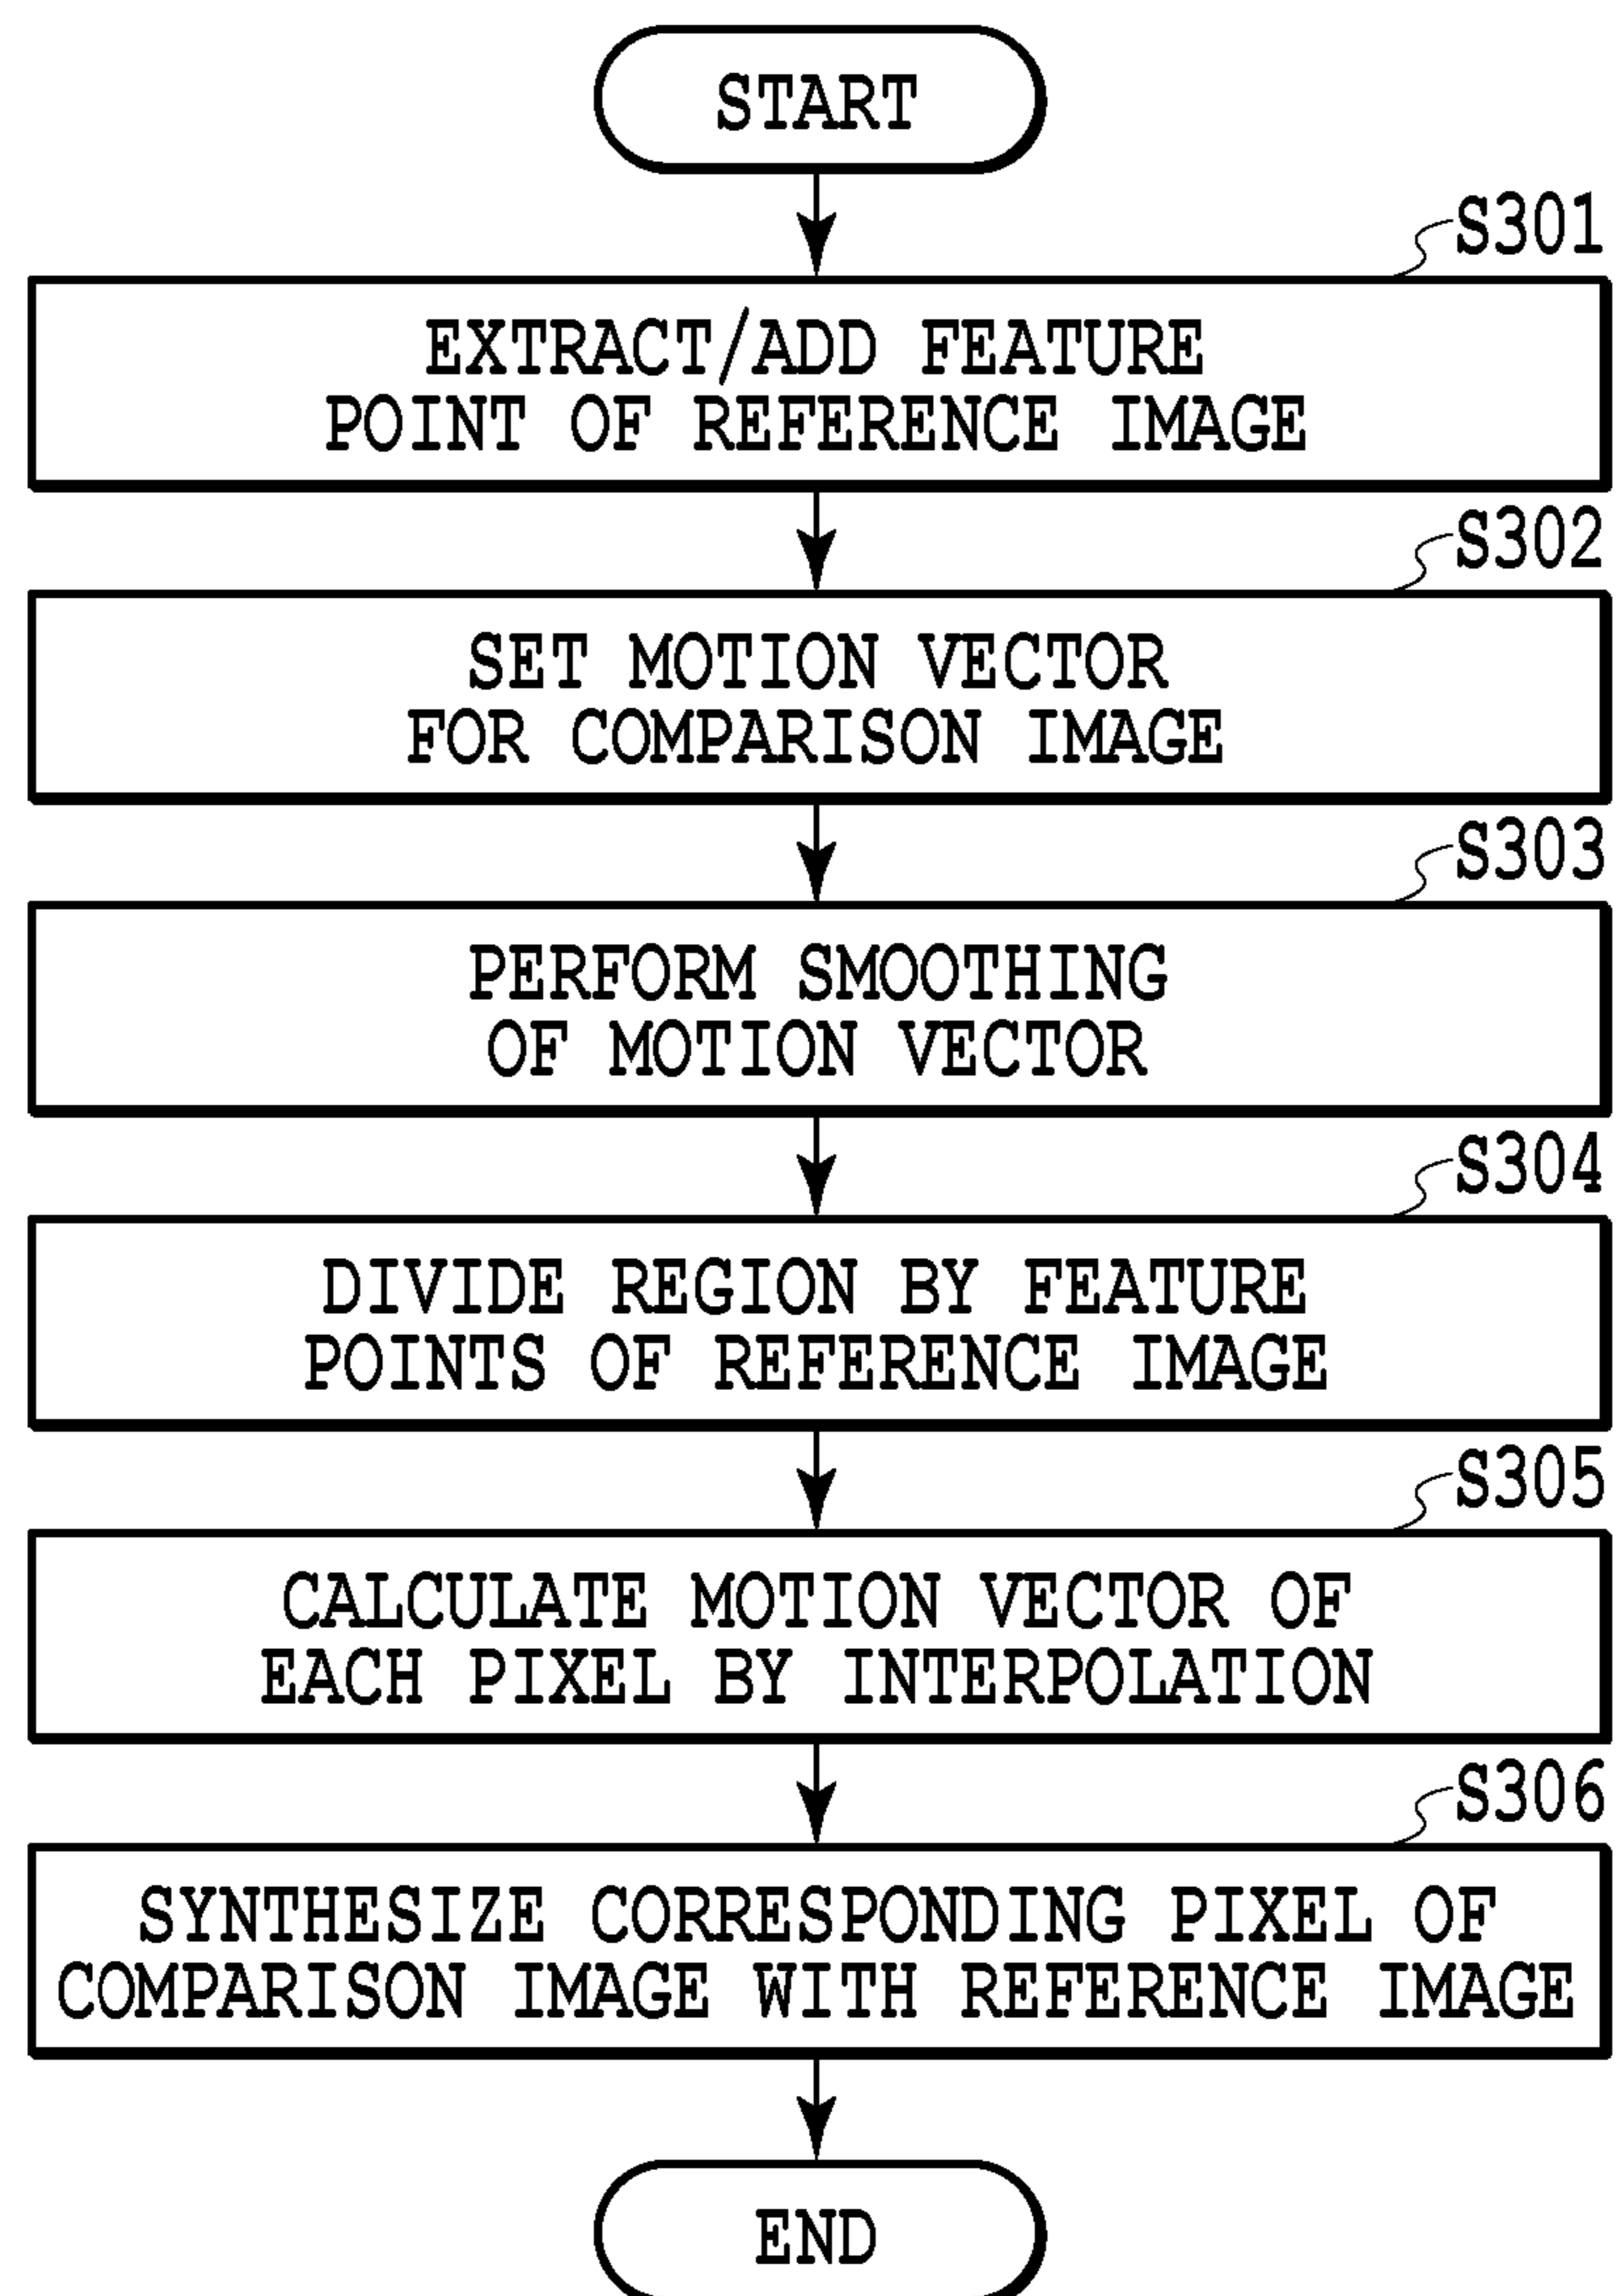 START
S301
EXTRACT/ADD FEATURE
POINT OF REFERENCE IMAGE
S302
SET MOTION VECTOR
FOR COMPARISON IMAGE
S303
PERFORM SMOOTHING
OF MOTION VECTOR
S304
DIVIDE REGION BY FEATURE
POINTS OF REFERENCE IMAGE
S305
CALCULATE MOTION VECTOR OF
EACH PIXEL BY INTERPOLATION
S306
SYNTHESIZE CORRESPONDING PIXEL OF
COMPARISON IMAGE WITH REFERENCE IMAGE
END